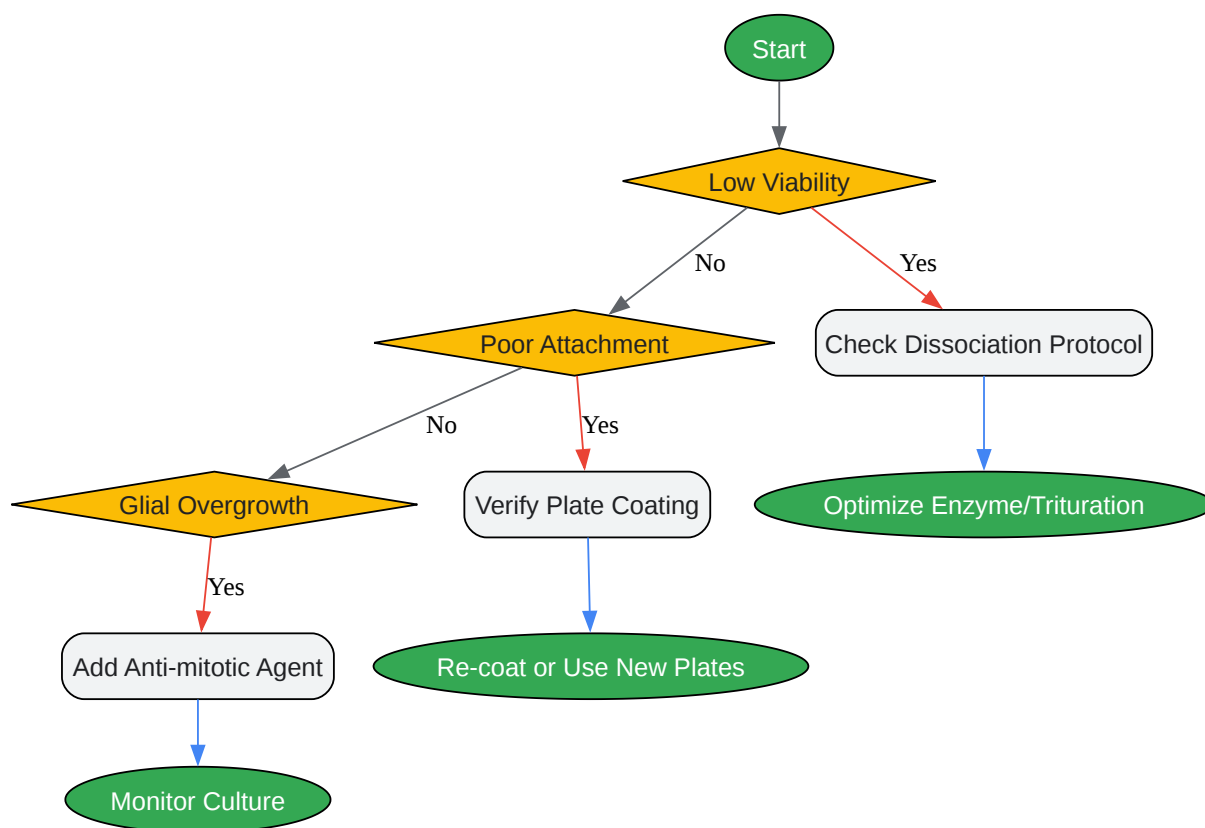 Start
Low Viability
No
Yes
Poor Attachment
Check Dissociation Protocol
No
Yes
Glial Overgrowth
Verify Plate Coating
Optimize Enzyme/Trituration
Yes
Add Anti-mitotic Agent
Re-coat or Use New Plates
Monitor Culture